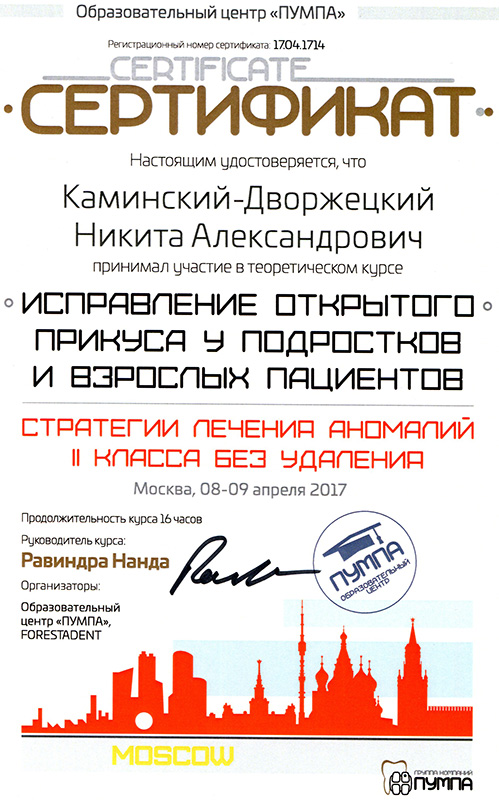 Образовательный центр «ПУМПА»
Регистрационный номер сертификата: 17.04.1714
CERTIFICATE
СЕРТИФИКАТ
Настоящим удостоверяется, что
Каминский-Дворжецкий
Никита Александрович
принимал участие в теоретическом курсе
ИСПРАВЛЕНИЕ ОТКРЫТОГО
ПРИКУСА У ПОДРОСТКОВ
И ВЗРОСЛЫХ ПАЦИЕНТОВ
СТРАТЕГИИ ЛЕЧЕНИЯ АНОМАЛИЙ
II КЛАССА БЕЗ УДАЛЕНИЯ
Москва, 08-09 апреля 2017
Продолжительность курса 16 часов
Руководитель курса:
Равиндра Нанда
Организаторы:
Образовательный
центр «ПУМПА»,
FORESTADENT
ПУМПА
ОБРАЗОВАТЕЛЬНЫЙ
ЦЕНТР
MOSCOW
ГРУППА КОМПАНИЙ
ПУМПА